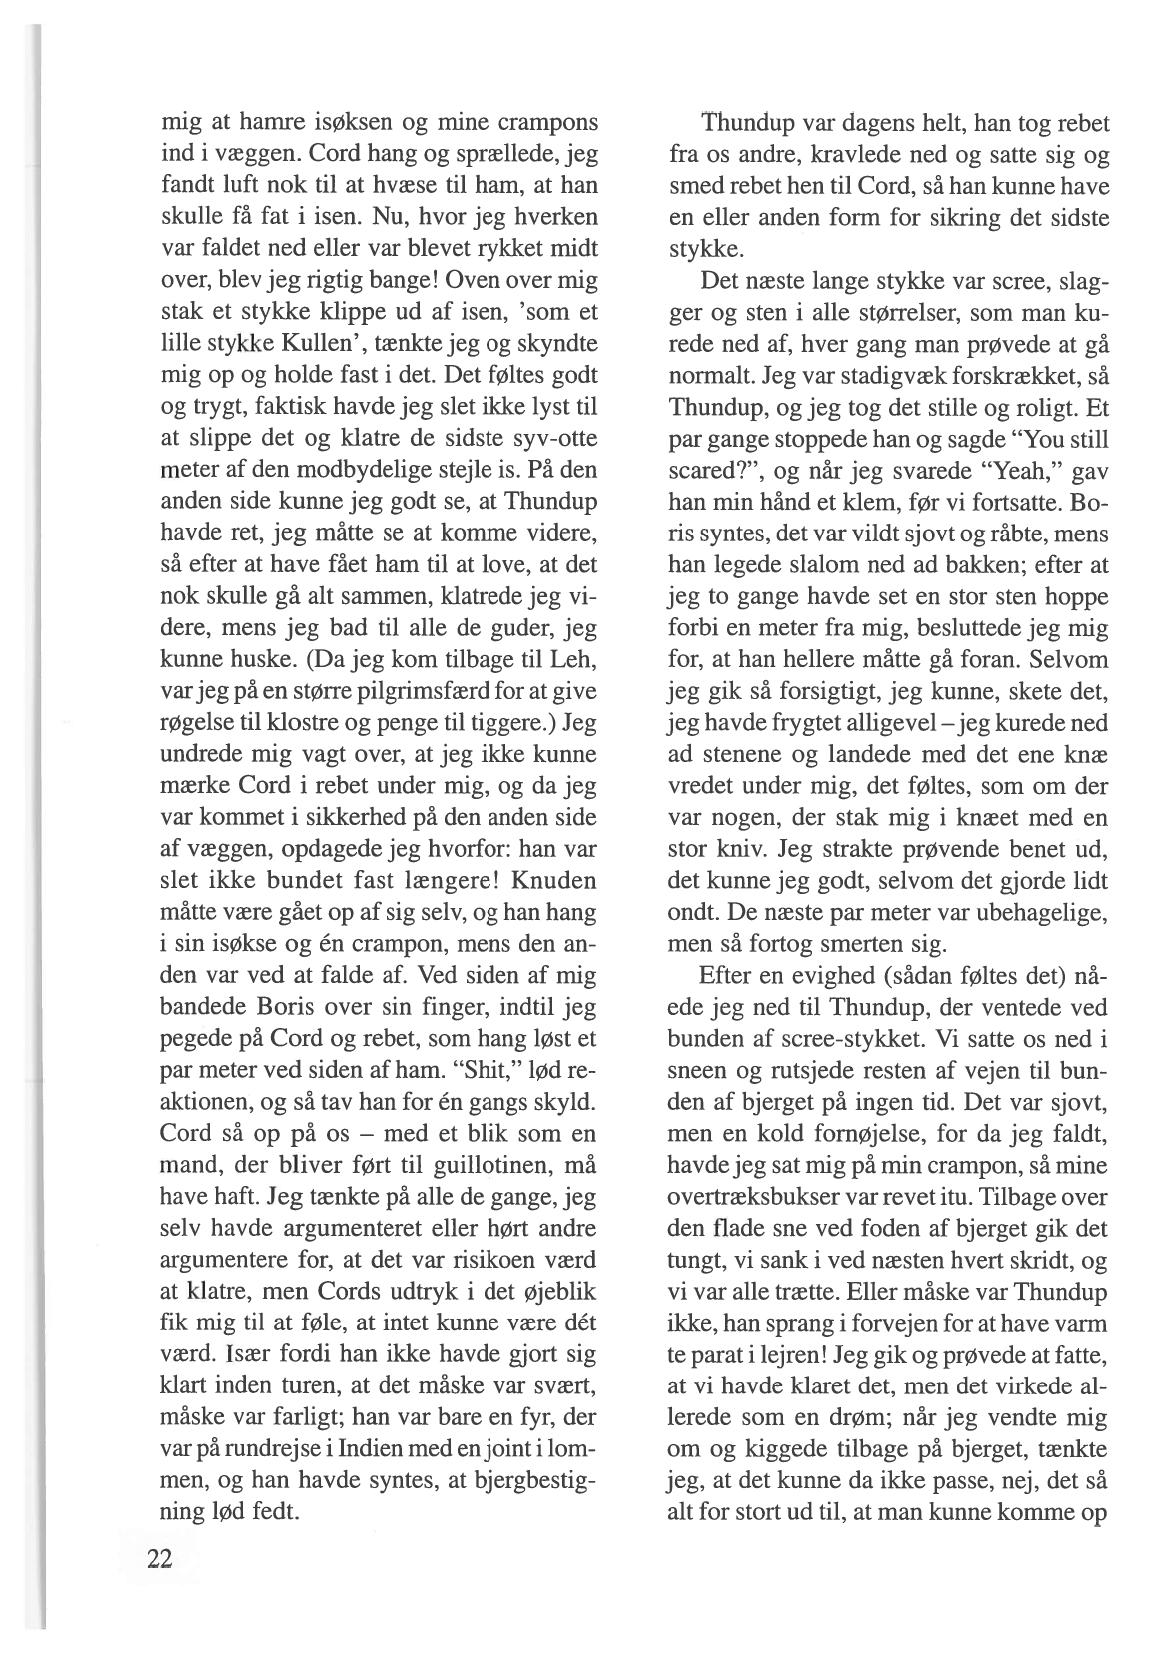 mig at hamre isøksen og mine crampons
ind i væggen. Cord hang og sprællede, jeg
fandt luft nok til at hvæse til ham, at han
skulle få fat i isen. Nu, hvor jeg hverken
var faldet ned eller var blevet rykket midt
over, blev jeg rigtig bange! Oven over mig
stak et stykke klippe ud af isen, ’som et
lille stykke Kullen’, tænkte jeg og skyndte
mig op og holde fast i det. Det føltes godt
og trygt, faktisk havde jeg slet ikke lyst til
at slippe det og klatre de sidste syv-otte
meter af den modbydelige stejle is. På den
anden side kunne jeg godt se, at Thundup
havde ret, jeg måtte se at komme videre,
så efter at have fået ham til at love, at det
nok skulle gå alt sammen, klatrede jeg vi-
dere, mens jeg bad til alle de guder, jeg
kunne huske. (Da jeg kom tilbage til Leh,
var jeg på en større pilgrimsfærd for at give
røgelse til klostre og penge til tiggere.) Jeg
undrede mig vagt over, at jeg ikke kunne
mærke Cord i rebet under mig, og da jeg
var kommet i sikkerhed på den anden side
af væggen, opdagede jeg hvorfor: han var
slet ikke bundet fast længere! Knuden
måtte være gået op af sig selv, og han hang
i sin isøkse og én crampon, mens den an-
den var ved at falde af. Ved siden af mig
bandede Boris over sin finger, indtil jeg
pegede på Cord og rebet, som hang løst et
par meter ved siden af ham. “Shit,” lød re-
aktionen, og så tav han for én gangs skyld.
Cord så op på os – med et blik som en
mand, der bliver ført til guillotinen, må
have haft. Jeg tænkte på alle de gange, jeg
selv havde argumenteret eller hørt andre
argumentere for, at det var risikoen værd
at klatre, men Cords udtryk i det øjeblik
fik mig til at føle, at intet kunne være dét
værd. Især fordi han ikke havde gjort sig
klart inden turen, at det måske var svært,
måske var farligt; han var bare en fyr, der
var på rundrejse i Indien med en joint i lom-
men, og han havde syntes, at bjergbestig-
ning lød fedt.
Thundup var dagens helt, han tog rebet
fra os andre, kravlede ned og satte sig og
smed rebet hen til Cord, så han kunne have
en eller anden form for sikring det sidste
stykke.
Det næste lange stykke var scree, slag-
ger og sten i alle størrelser, som man ku-
rede ned af, hver gang man prøvede at gå
normalt. Jeg var stadigvæk forskrækket, så
Thundup, og jeg tog det stille og roligt. Et
par gange stoppede han og sagde “You still
scared?”, og når jeg svarede “Yeah,” gav
han min hånd et klem, før vi fortsatte. Bo-
ris syntes, det var vildt sjovt og råbte, mens
han legede slalom ned ad bakken; efter at
jeg to gange havde set en stor sten hoppe
forbi en meter fra mig, besluttede jeg mig
for, at han hellere måtte gå foran. Selvom
jeg gik så forsigtigt, jeg kunne, skete det,
jeg havde frygtet alligevel – jeg kurede ned
ad stenene og landede med det ene knæ
vredet under mig, det føltes, som om der
var nogen, der stak mig i knæet med en
stor kniv. Jeg strakte prøvende benet ud,
det kunne jeg godt, selvom det gjorde lidt
ondt. De næste par meter var ubehagelige,
men så fortog smerten sig.
Efter en evighed (sådan føltes det) nå-
ede jeg ned til Thundup, der ventede ved
bunden af scree-stykket. Vi satte os ned i
sneen og rutsjede resten af vejen til bun-
den af bjerget på ingen tid. Det var sjovt,
men en kold fornøjelse, for da jeg faldt,
havde jeg sat mig på min crampon, så mine
overtræksbukser var revet itu. Tilbage over
den flade sne ved foden af bjerget gik det
tungt, vi sank i ved næsten hvert skridt, og
vi var alle trætte. Eller måske var Thundup
ikke, han sprang i forvejen for at have varm
te parat i lejren! Jeg gik og prøvede at fatte,
at vi havde klaret det, men det virkede al-
lerede som en drøm; når jeg vendte mig
om og kiggede tilbage på bjerget, tænkte
jeg, at det kunne da ikke passe, nej, det så
alt for stort ud til, at man kunne komme op
22